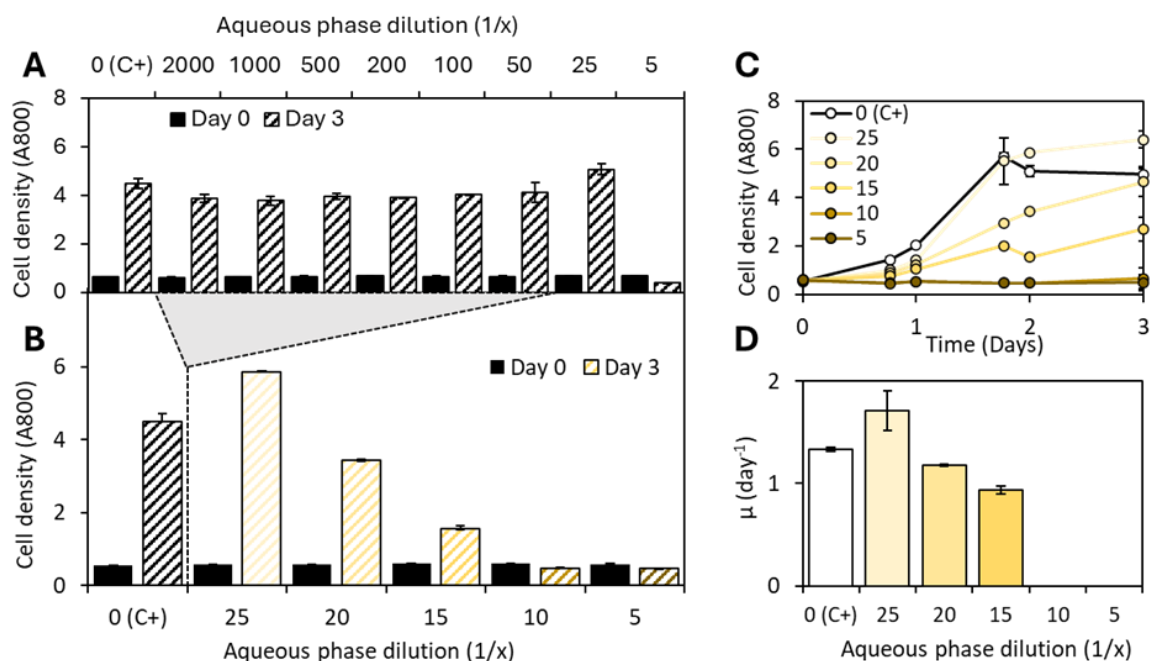 Aqueous phase dilution (1/x)
A
0 (C+) 2000 1000 500 200 100 50 25 5
Cell density (A800)
8
6
4
2
0
Day 0 Day 3
B
Cell density (A800)
6
4
2
0
Day 0 Day 3
0 (C+) 25 20 15 10 5
Aqueous phase dilution (1/x)
C
Cell density (A800)
8
6
4
2
0
0 (C+)
25
20
15
10
5
0 1 2 3
Time (Days)
D
µ (day-1)
2
1
0
0 (C+) 25 20 15 10 5
Aqueous phase dilution (1/x)